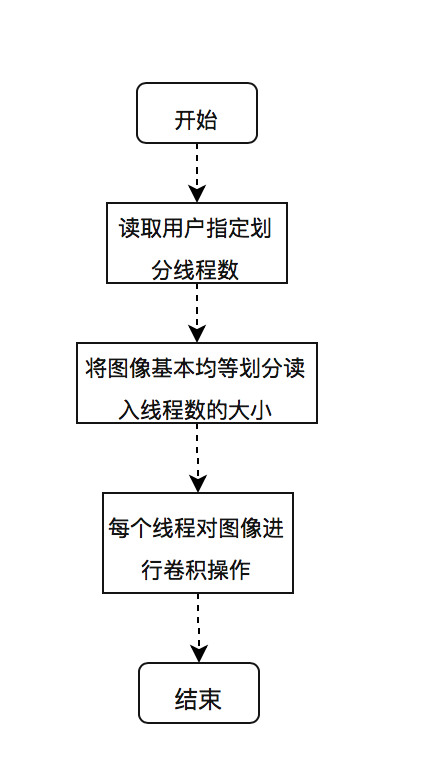 开始
读取用户指定划
分线程数
将图像基本均等划分读
入线程数的大小
每个线程对图像进
行卷积操作
结束